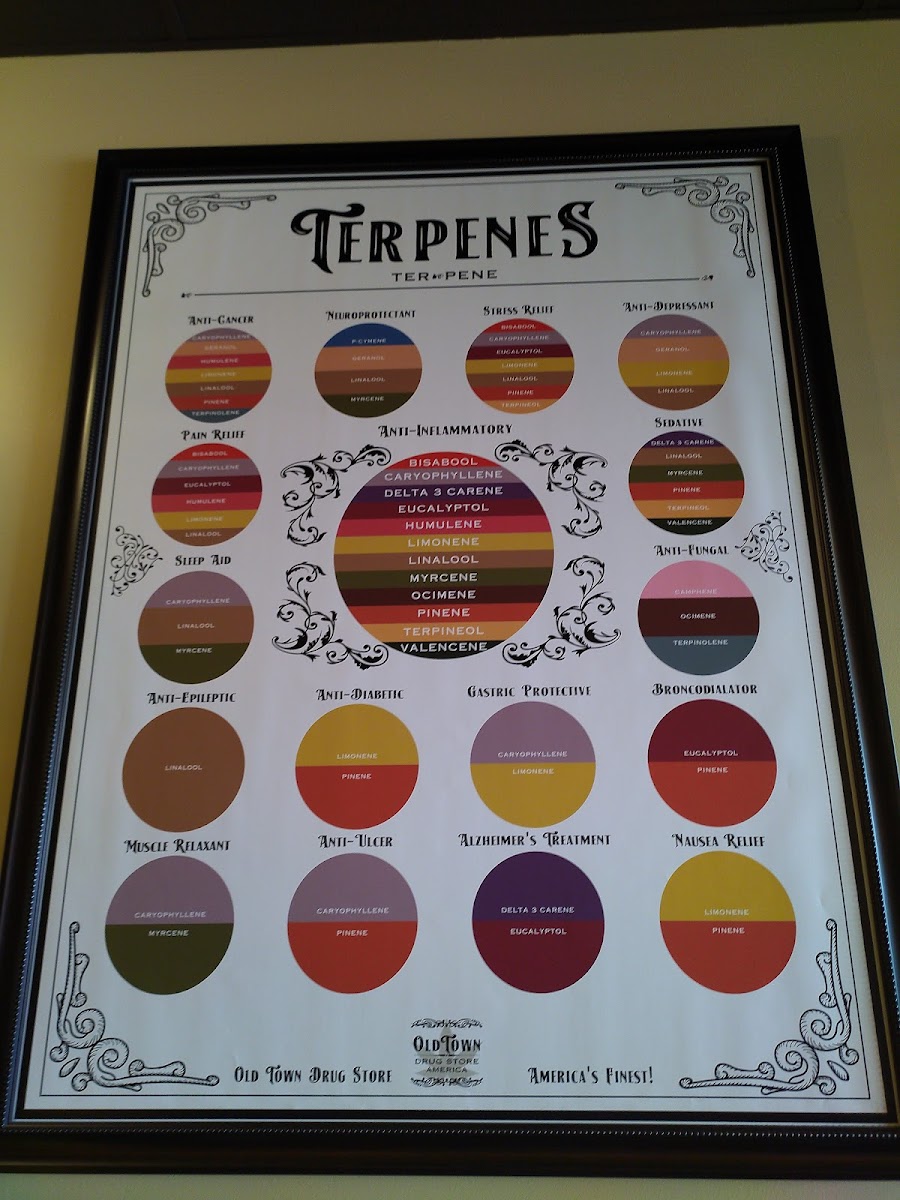 TERPENES
TER PENE
ANTI-CANCER
CARYOPHYLLENE
GERANOL
HUMULENE
LIMONENE
LINALOOL
PINENE
TERPINOLENE
NEUROPROTECTANT
P-CYMENE
GERANOL
LINALOOL
MYRCENE
STRESS RELIEF
BISABOOL
CARYOPHYLLENE
EUCALYPTOL
LIMONENE
LINALOOL
PINENE
TERPINEOL
ANTI-DEPRESSANT
CARYOPHYLLENE
GERANOL
LIMONENE
LINALOOL
PAIN RELIEF
BISABOOL
CARYOPHYLLENE
EUCALYPTOL
HUMULENE
LIMONENE
LINALOOL
ANTI-INFLAMMATORY
BISABOOL
CARYOPHYLLENE
DELTA 3 CARENE
EUCALYPTOL
HUMULENE
LIMONENE
LINALOOL
MYRCENE
OCIMENE
PINENE
TERPINEOL
VALENCENE
SEDATIVE
DELTA 3 CARENE
LINALOOL
MYRCENE
PINENE
TERPINEOL
VALENCENE
SLEEP AID
CARYOPHYLLENE
LINALOOL
MYRCENE
ANTI-FUNGAL
CAMPHENE
OCIMENE
TERPINOLENE
ANTI-EPILEPTIC
LINALOOL
ANTI-DIABETIC
LIMONENE
PINENE
GASTRIC PROTECTIVE
CARYOPHYLLENE
LIMONENE
BRONCODIALATOR
EUCALYPTOL
PINENE
MUSCLE RELAXANT
CARYOPHYLLENE
MYRCENE
ANTI-ULCER
CARYOPHYLLENE
PINENE
ALZHEIMER'S TREATMENT
DELTA 3 CARENE
EUCALYPTOL
NAUSEA RELIEF
LIMONENE
PINENE
OLD TOWN DRUG STORE
OLD TOWN
DRUG STORE
AMERICA
AMERICA'S FINEST!